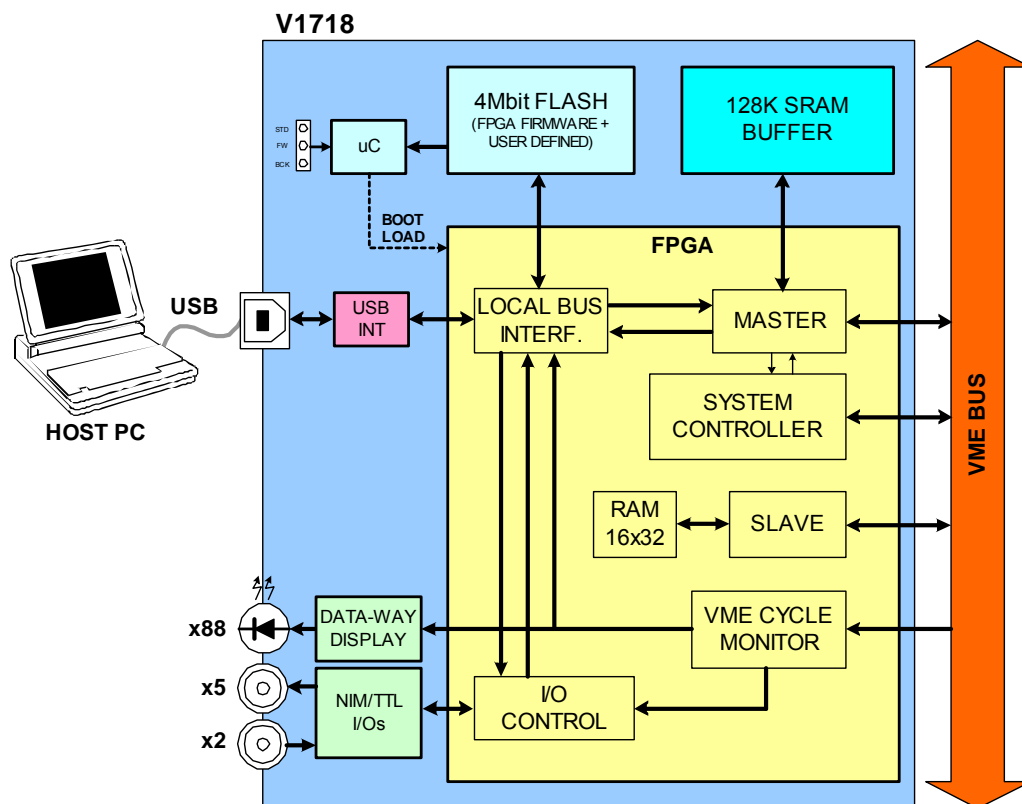 V1718
4Mbit FLASH
(FPGA FIRMWARE +
USER DEFINED)
128K SRAM
BUFFER
STD
FW
BCK
uC
BOOT
LOAD
FPGA
USB
USB
INT
LOCAL BUS
INTERF.
MASTER
HOST PC
SYSTEM
CONTROLLER
VME BUS
RAM
16x32
SLAVE
x88
DATA-WAY
DISPLAY
VME CYCLE
MONITOR
x5
x2
NIM/TTL
I/Os
I/O
CONTROL